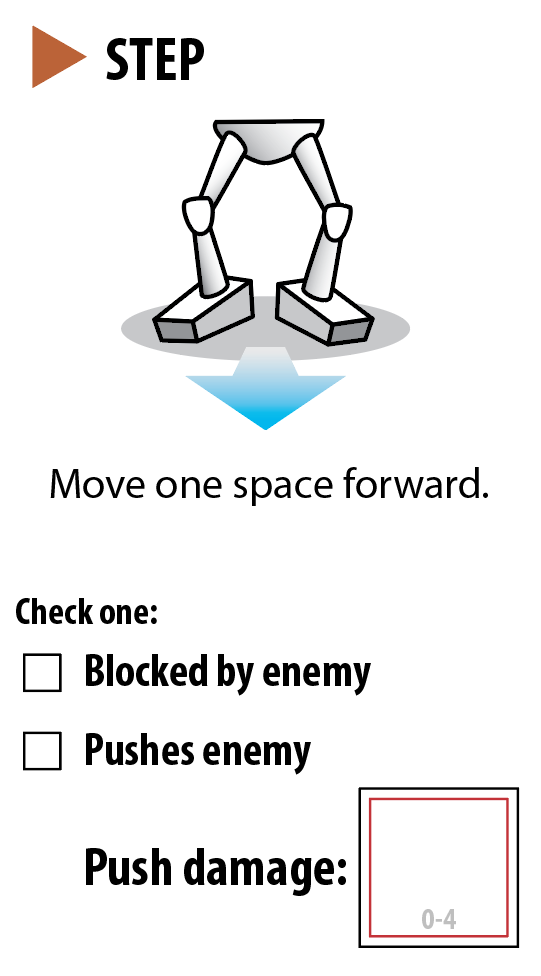 STEP
Move one space forward.
Check one:
Blocked by enemy
Pushes enemy
Push damage:
0-4